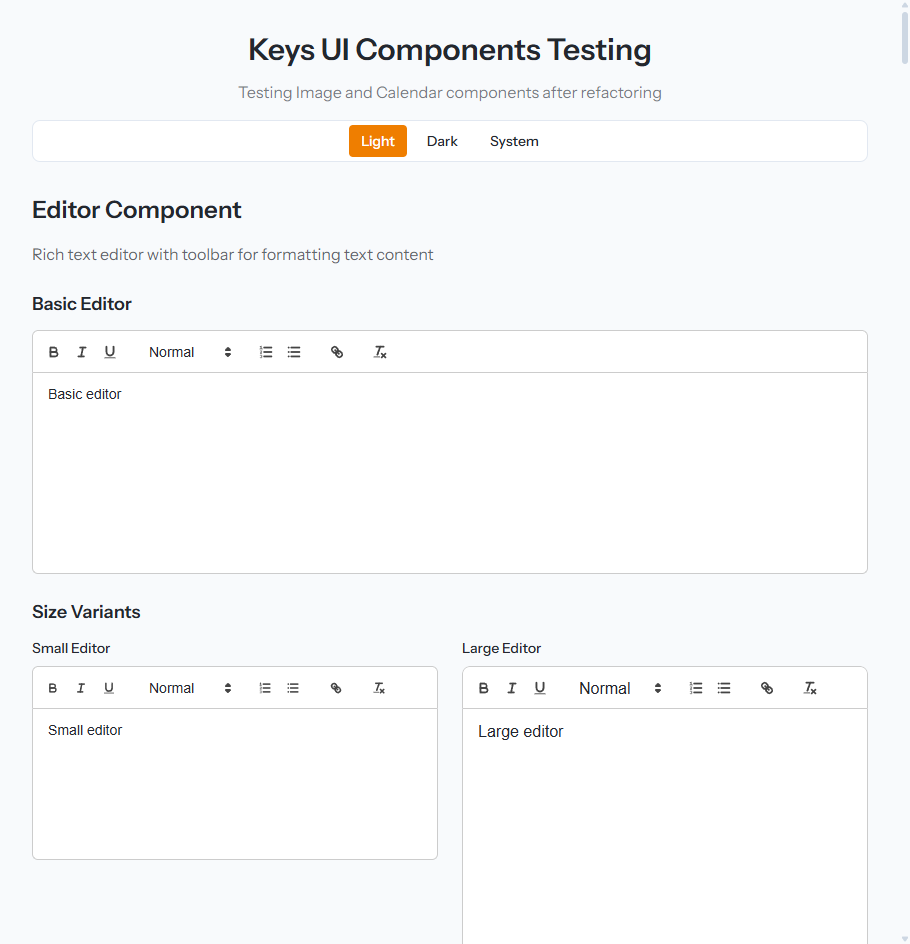 Keys UI Components Testing
Testing Image and Calendar components after refactoring
Light Dark System
Editor Component
Rich text editor with toolbar for formatting text content
Basic Editor
B I U Normal
Basic editor
Size Variants
Small Editor
B I U Normal
Small editor
Large Editor
B I U Normal
Large editor